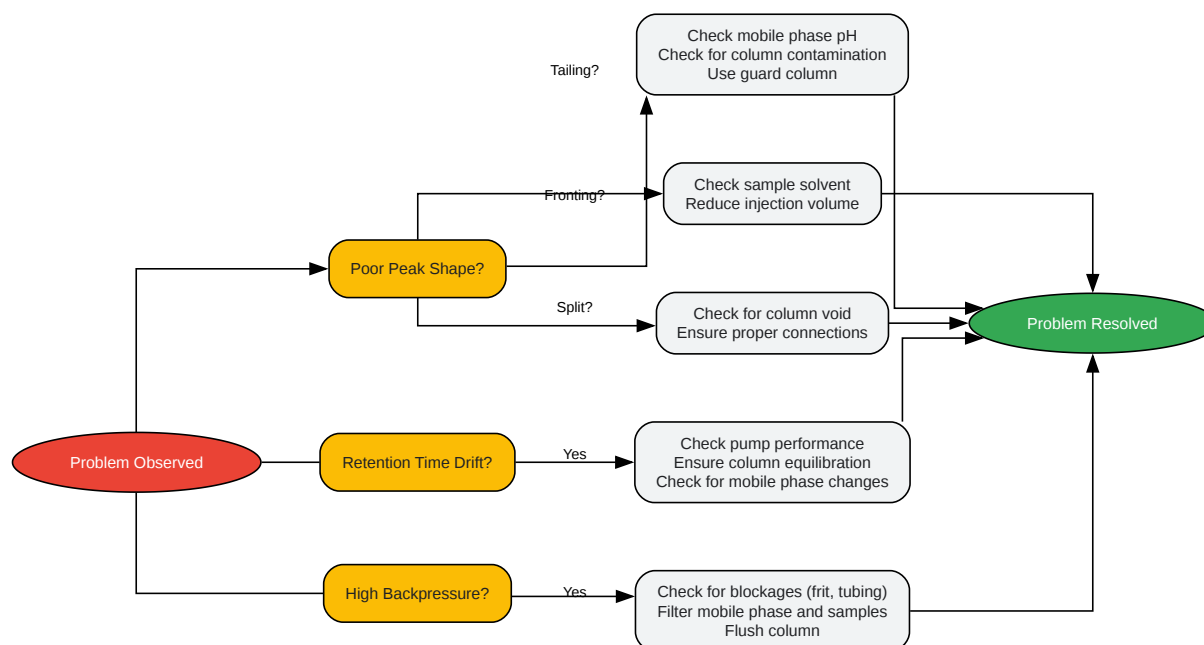 Check mobile phase pH
Check for column contamination
Use guard column
Tailing?
Fronting?
Check sample solvent
Reduce injection volume
Poor Peak Shape?
Split?
Check for column void
Ensure proper connections
Problem Resolved
Problem Observed
Retention Time Drift?
Yes
Check pump performance
Ensure column equilibration
Check for mobile phase changes
High Backpressure?
Yes
Check for blockages (frit, tubing)
Filter mobile phase and samples
Flush column